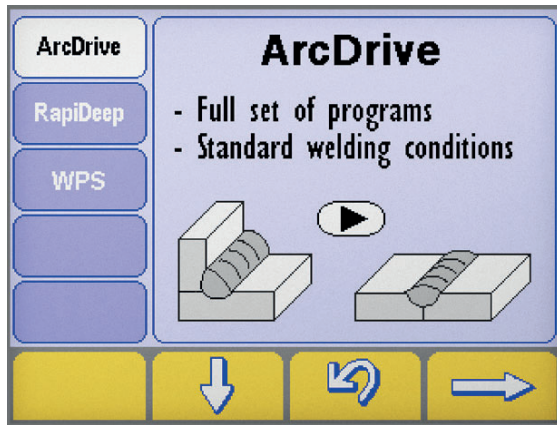 ArcDrive
RapiDeep
WPS
ArcDrive
- Full set of programs
- Standard welding conditions